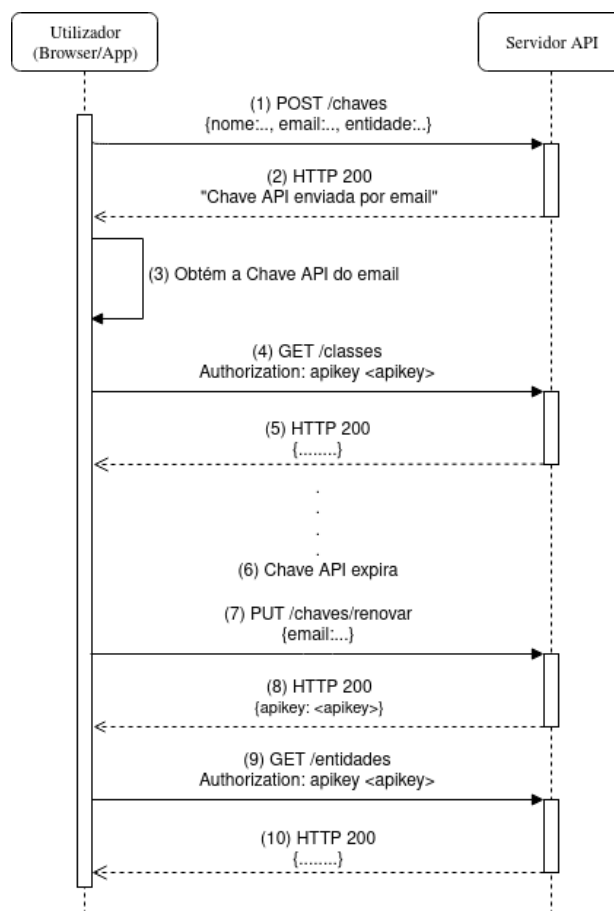 Utilizador
(Browser/App)
Servidor API
(1) POST /chaves
{nome:.., email:.., entidade:..}
(2) HTTP 200
"Chave API enviada por email"
(3) Obtém a Chave API do email
(4) GET /classes
Authorization: apikey <apikey>
(5) HTTP 200
{........}
.
.
.
.
(6) Chave API expira
(7) PUT /chaves/renovar
{email:...}
(8) HTTP 200
{apikey: <apikey>}
(9) GET /entidades
Authorization: apikey <apikey>
(10) HTTP 200
{........}